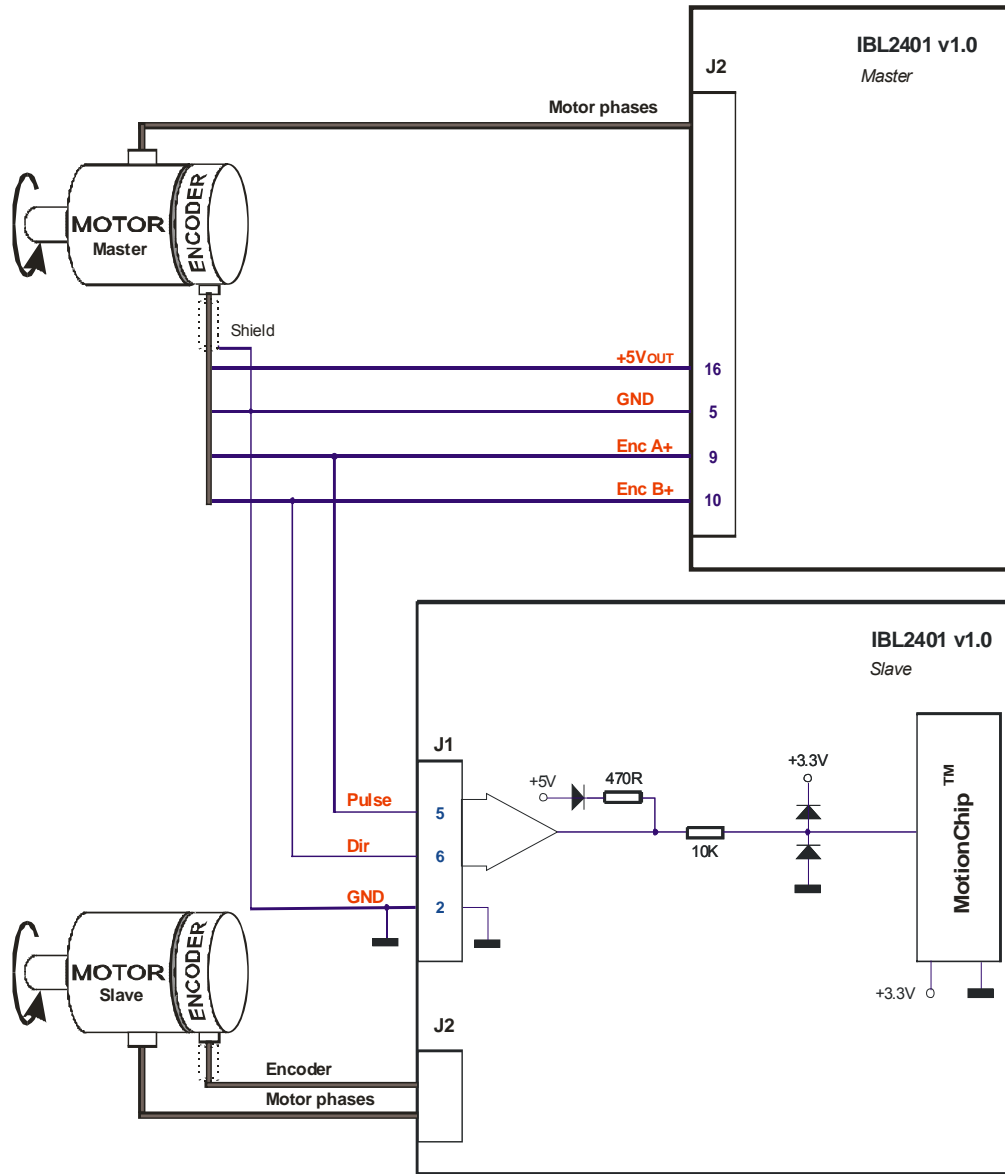 IBL2401 v1.0
Master
J2
Motor phases
MOTOR
Master
ENCODER
Shield
+5VOUT
16
GND
5
Enc A+
9
Enc B+
10
IBL2401 v1.0
Slave
J1
+5V
470R
+3.3V
Pulse
5
Dir
6
10K
GND
2
MotionChip™
+3.3V
MOTOR
Slave
ENCODER
J2
Encoder
Motor phases